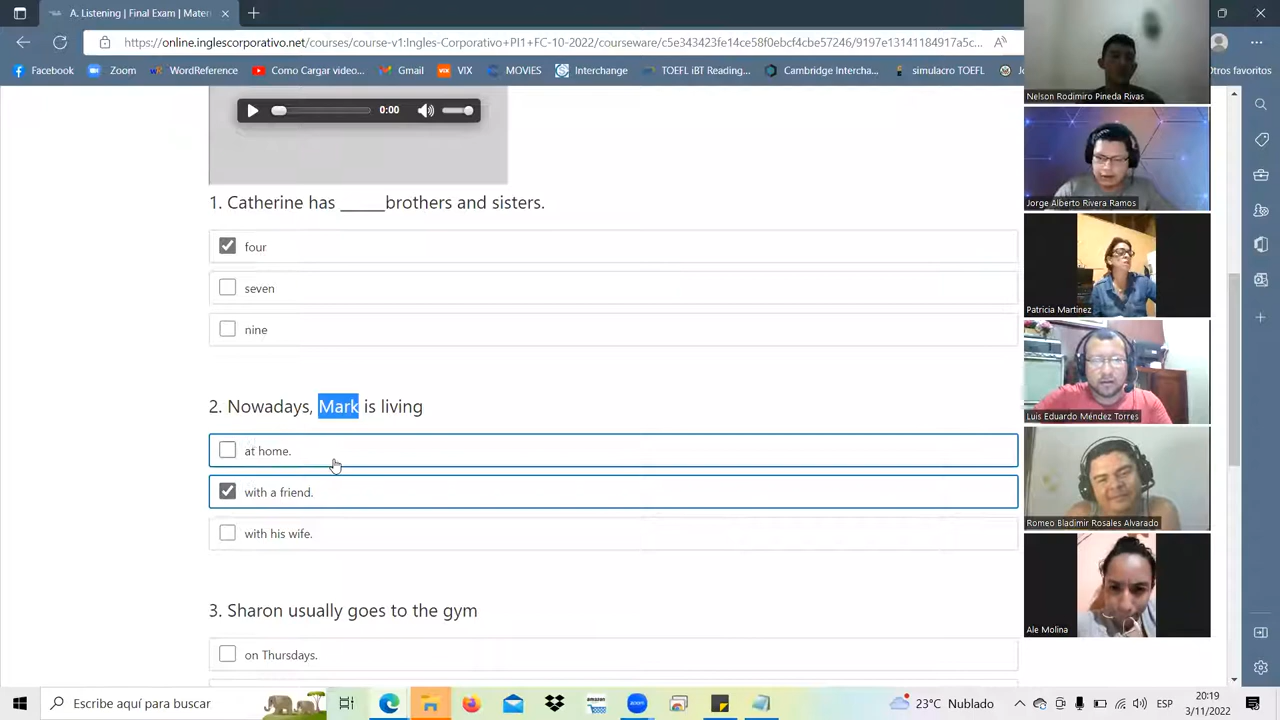 A. Listening | Final Exam | Mater
https://online.inglescorporativo.net/courses/course-v1:Ingles-Corporativo+PI1+FC-10-2022/courseware/c5e343423fe14ce58f0ebcf4cbe57246/9197e13141184917a5c...
Facebook
Zoom
WordReference
Como Cargar video...
Gmail
VIX
MOVIES
Interchange
TOEFL iBT Reading...
Cambridge Intercha...
simulacro TOEFL
Otros favoritos
0:00
1. Catherine has ______brothers and sisters.
four
seven
nine
2. Nowadays, Mark is living
at home.
with a friend.
with his wife.
3. Sharon usually goes to the gym
on Thursdays.
Nelson Rodimiro Pineda Rivas
Jorge Alberto Rivera Ramos
Patricia Martinez
Luis Eduardo Méndez Torres
Romeo Bladimir Rosales Alvarado
Ale Molina
Escribe aquí para buscar
amazon
zoom
23°C Nublado
ESP
20:19
3/11/2022